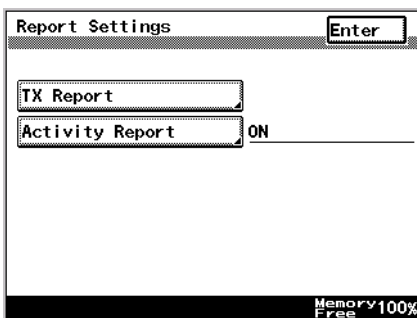 Report Settings
Enter
TX Report
Activity Report ON
Memory
Free 100%